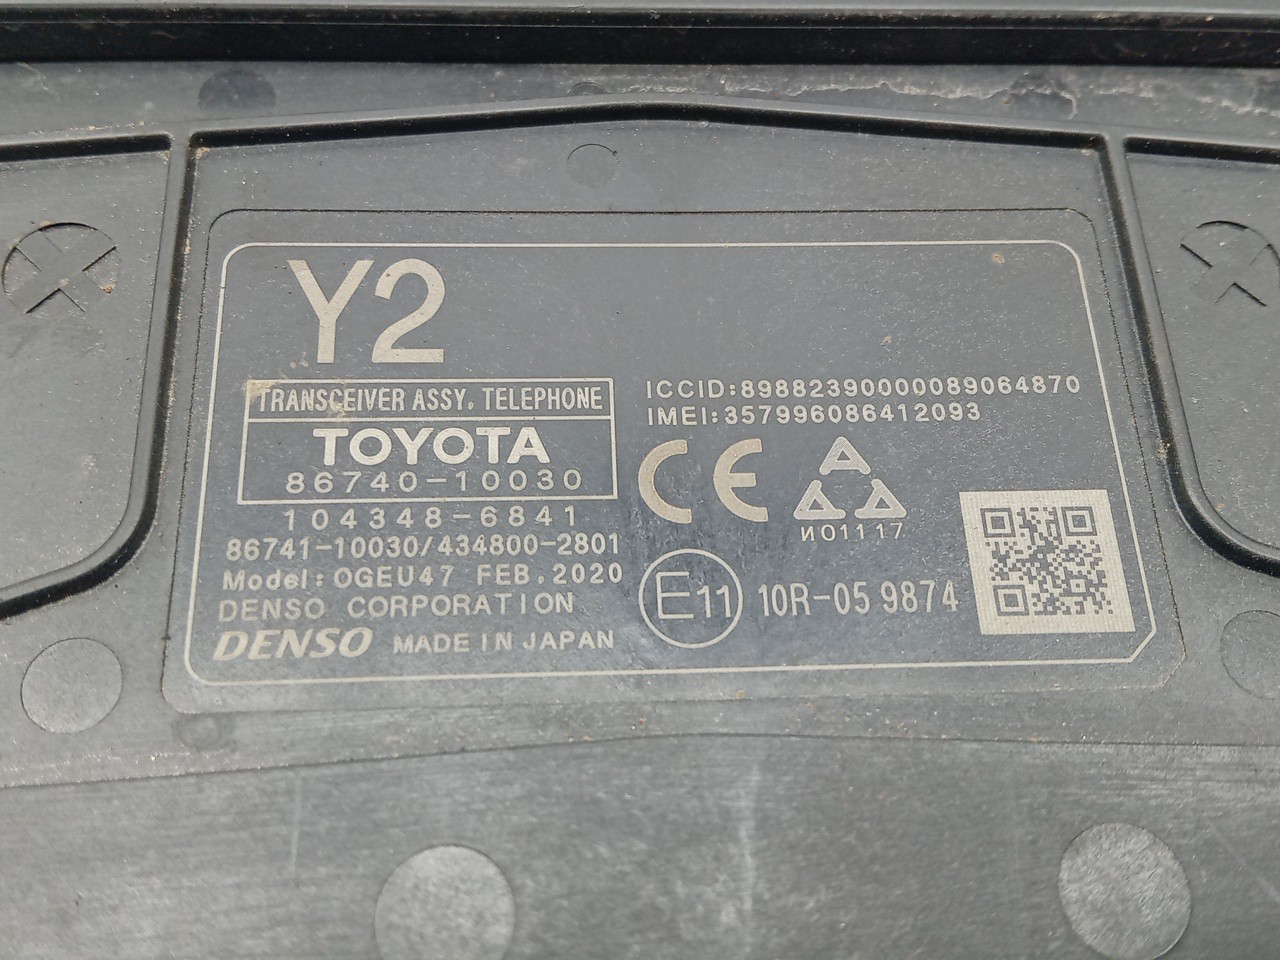 Y2
TRANSCEIVER ASSY, TELEPHONE
TOYOTA
86740-10030
104348-6841
86741-10030/434800-2801
Model: OGEU47 FEB.2020
DENSO CORPORATION
DENSO MADE IN JAPAN
ICCID:89882390000089064870
IMEI:357996086412093
CE
И01117
E11 10R-05 9874